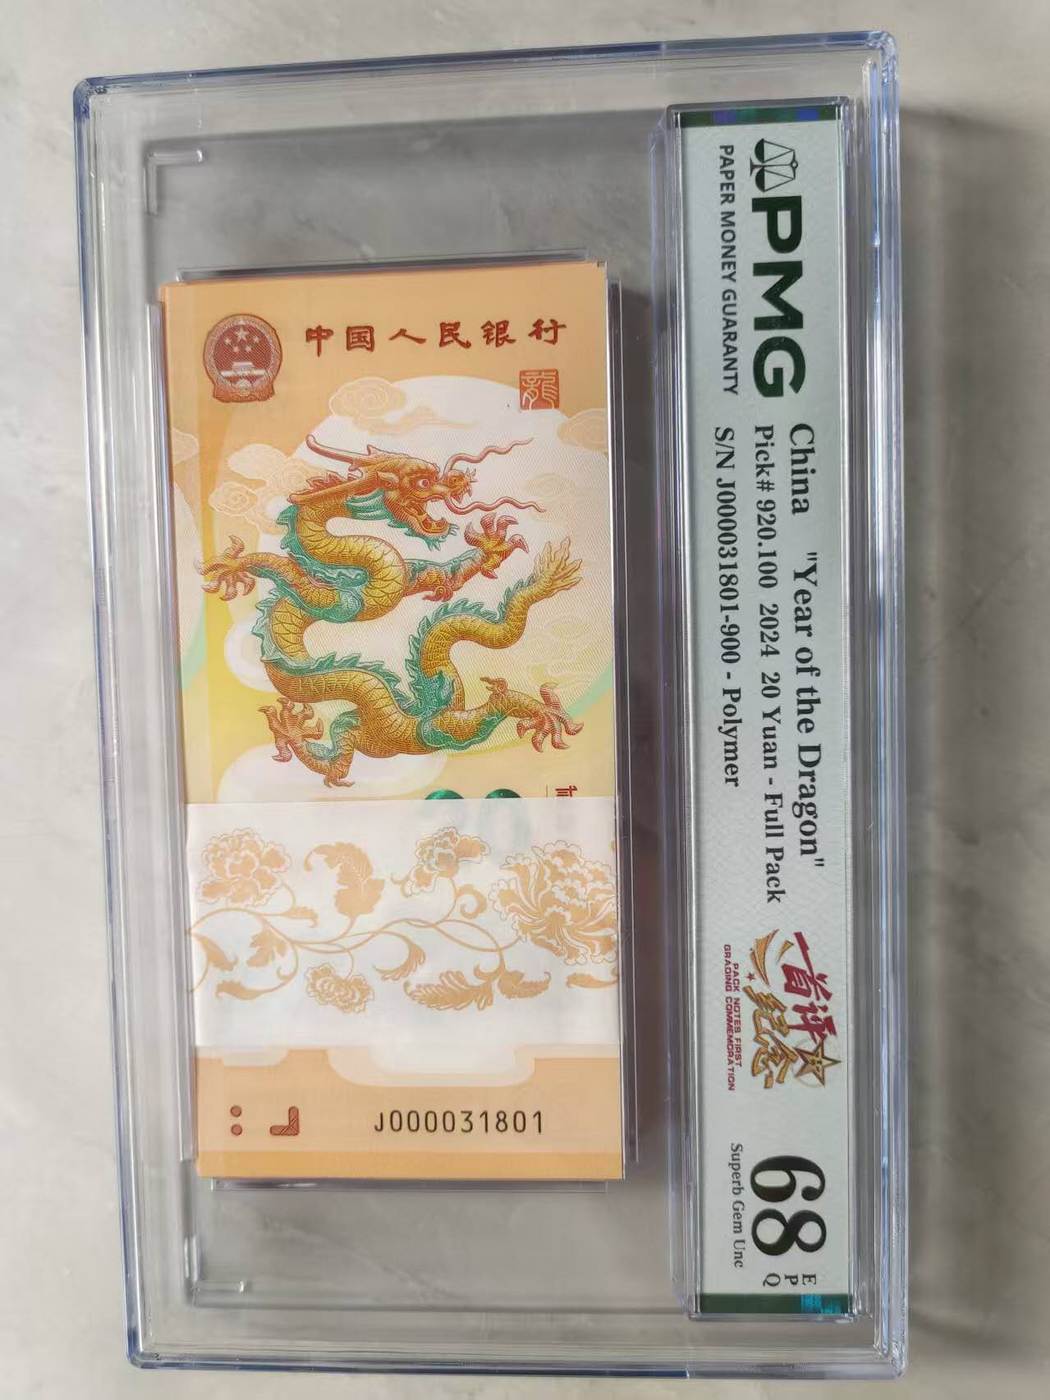 PMG
PAPER MONEY GUARANTY
China "Year of the Dragon"
Pick# 920.100 2024 20 Yuan - Full Pack
S/N J000031801-900 - Polymer
首评
纪念
PACK NOTES FIRST
GRADING COMMEMORATION
68
EPQ
Superb Gem Unc
中国人民银行
龍
J000031801